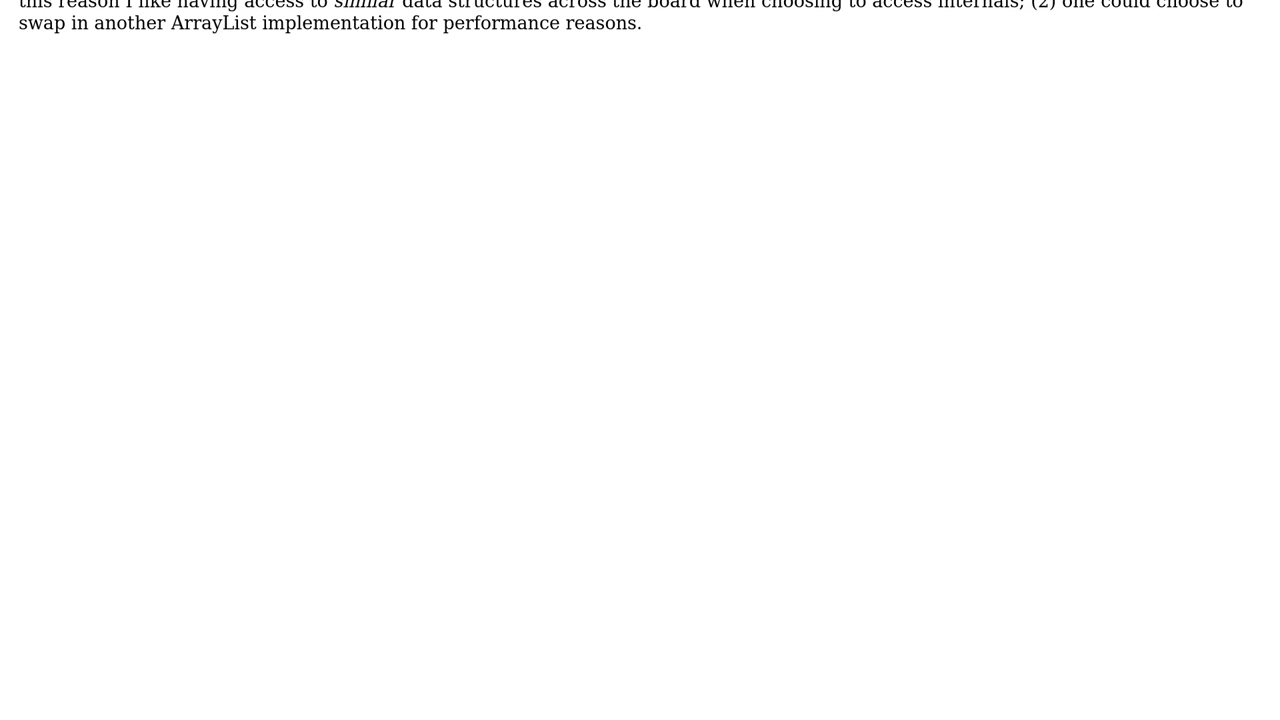 this reason I like having access to similar data structures across the board when choosing to access internals; (2) one could choose to
swap in another ArrayList implementation for performance reasons.